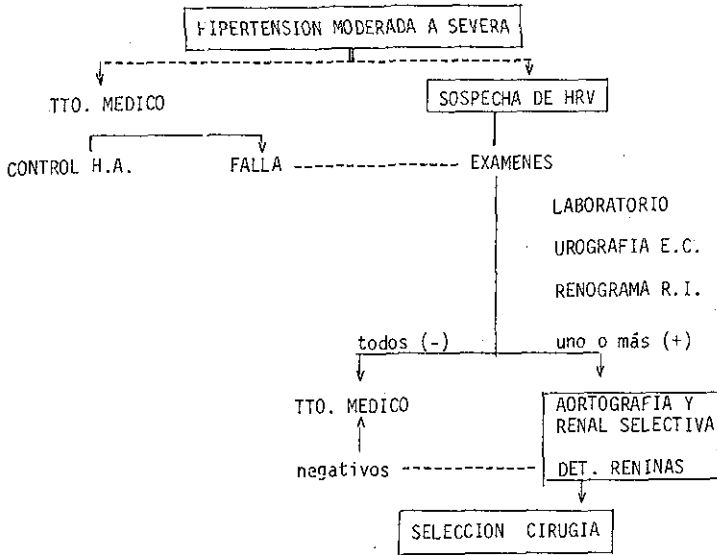 HIPERTENSION MODERADA A SEVERA
TTO. MEDICO
SOSPECHA DE HRV
CONTROL H.A.
FALLA
EXAMENES
LABORATORIO
UROGRAFIA E.C.
RENOGRAMA R.I.
todos (-)
uno o más (+)
TTO. MEDICO
AORTOGRAFIA Y
RENAL SELECTIVA
negativos
DET. RENINAS
SELECCION CIRUGIA